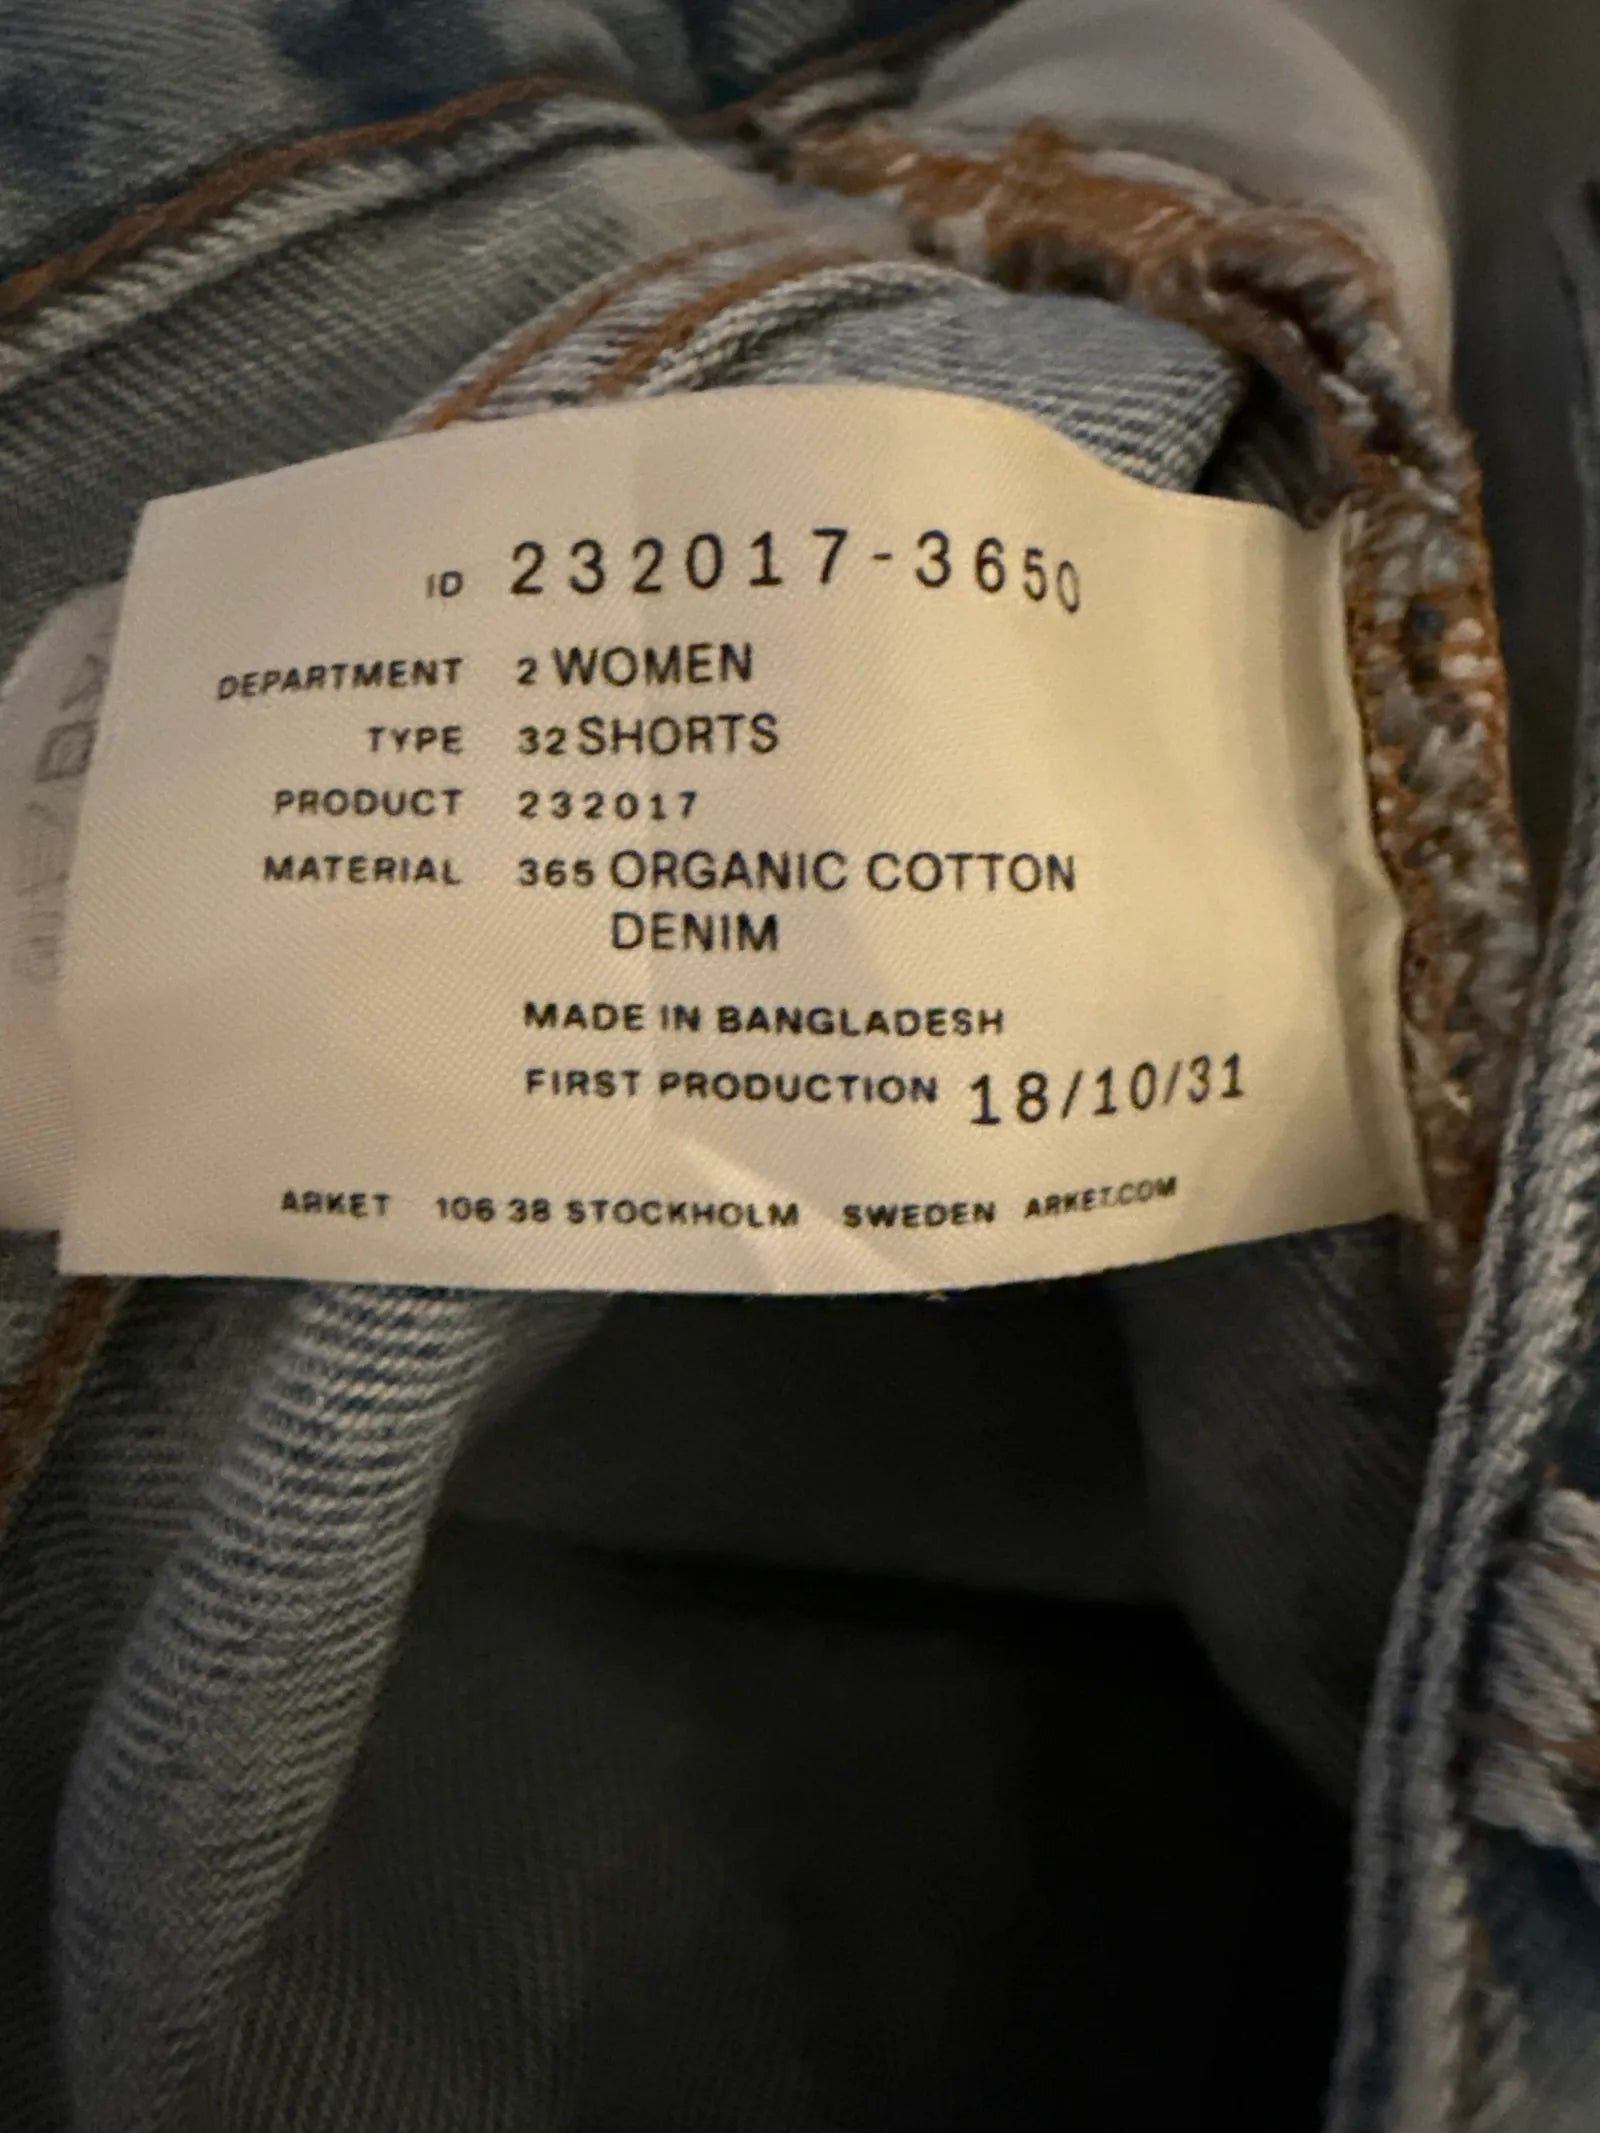 ID 232017-3650
DEPARTMENT 2 WOMEN
TYPE 32 SHORTS
PRODUCT 232017
MATERIAL 365 ORGANIC COTTON
DENIM
MADE IN BANGLADESH
FIRST PRODUCTION 18/10/31
ARKET 106 38 STOCKHOLM SWEDEN ARKET.COM